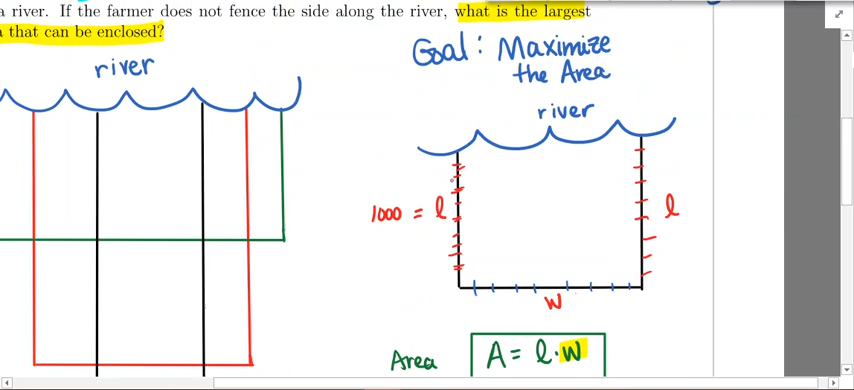 a river. If the farmer does not fence the side along the river, what is the largest
that can be enclosed?
river
Goal: Maximize
the Area
river
1000 = l
l
w
Area
A = l · w